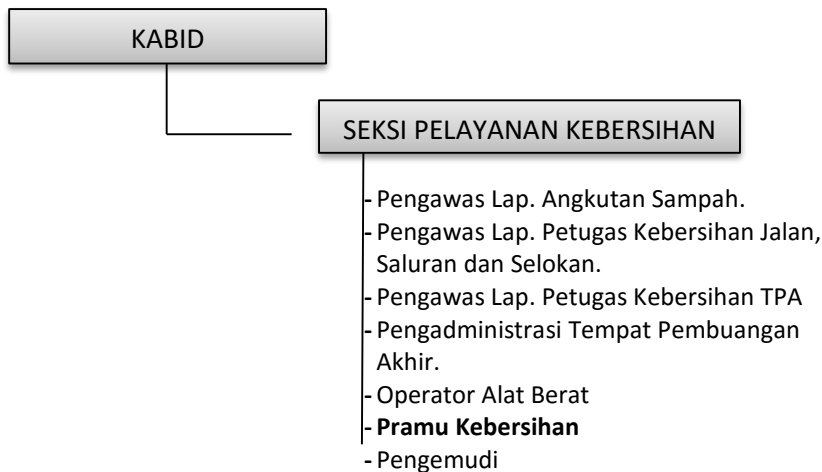 KABID
SEKSI PELAYANAN KEBERSIHAN
- Pengawas Lap. Angkutan Sampah.
- Pengawas Lap. Petugas Kebersihan Jalan,
Saluran dan Selokan.
- Pengawas Lap. Petugas Kebersihan TPA
- Pengadministrasi Tempat Pembuangan
Akhir.
- Operator Alat Berat
- Pramu Kebersihan
- Pengemudi